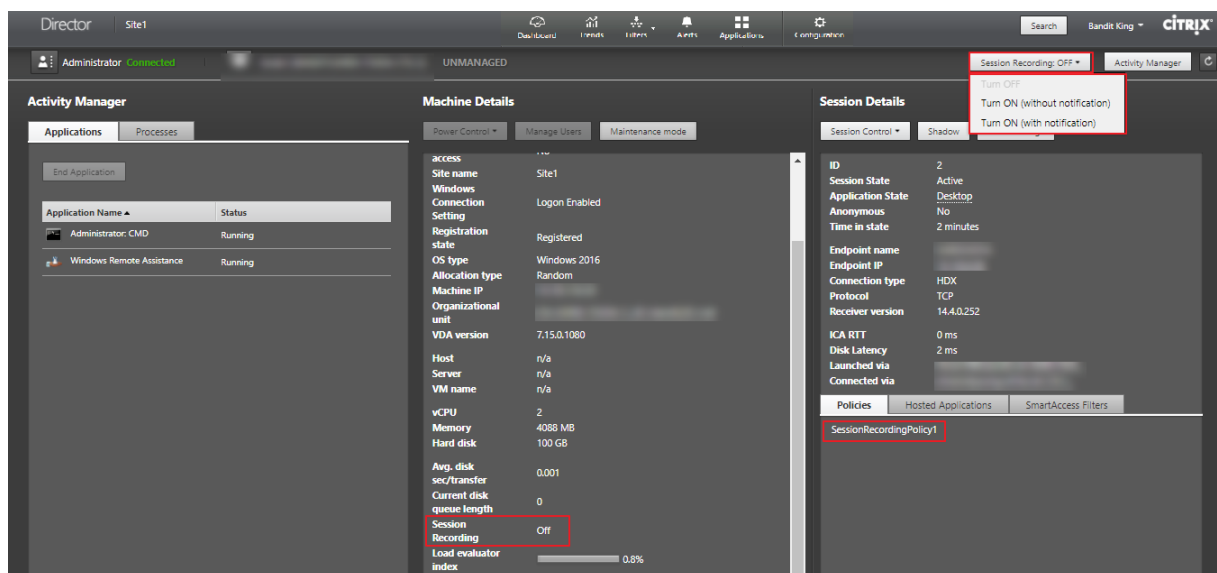 Director Site1
Dashboard Trends Filters Alerts Applications Configuration
Search Bandit King CITRIX
Administrator Connected UNMANAGED
Session Recording: OFF Activity Manager
Turn OFF
Turn ON (without notification)
Turn ON (with notification)
Activity Manager
Applications Processes
End Application
Application Name Status
Administrator: CMD Running
Windows Remote Assistance Running
Machine Details
Power Control Manage Users Maintenance mode
access No
Site name Site1
Windows
Connection Logon Enabled
Setting
Registration
state Registered
OS type Windows 2016
Allocation type Random
Machine IP
Organizational
unit
VDA version 7.15.0.1080
Host n/a
Server n/a
VM name n/a
vCPU 2
Memory 4088 MB
Hard disk 100 GB
Avg. disk
sec/transfer 0.001
Current disk
queue length 0
Session
Recording Off
Load evaluator
index 0.8%
Session Details
Session Control Shadow
ID 2
Session State Active
Application State Desktop
Anonymous No
Time in state 2 minutes
Endpoint name
Endpoint IP
Connection type HDX
Protocol TCP
Receiver version 14.4.0.252
ICA RTT 0 ms
Disk Latency 2 ms
Launched via
Connected via
Policies Hosted Applications SmartAccess Filters
SessionRecordingPolicy1